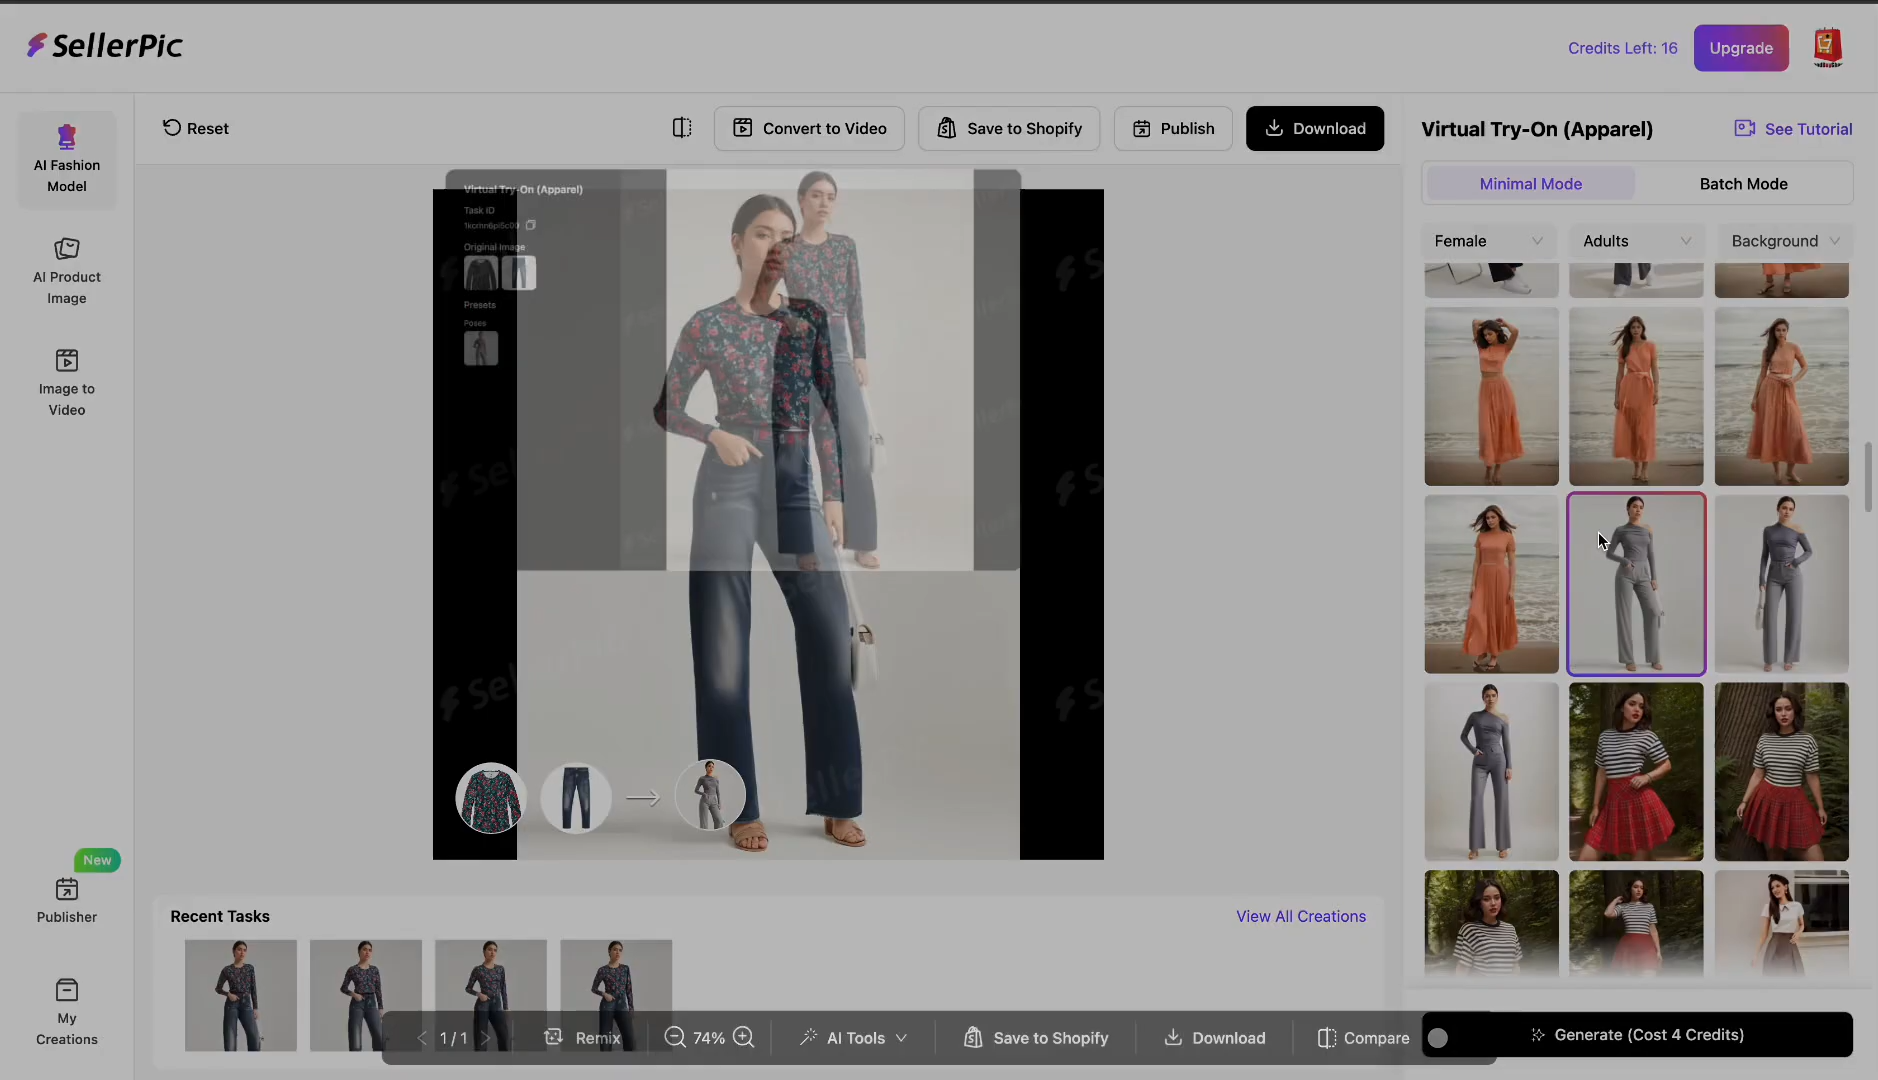 SellerPic
Credits Left: 16
Upgrade
AI Fashion
Model
AI Product
Image
Image to
Video
New
Publisher
My
Creations
Reset
Convert to Video
Save to Shopify
Publish
Download
Virtual Try-On (Apparel)
Task ID
Original Image
Presets
Poses
Recent Tasks
View All Creations
1 / 1
Remix
74%
AI Tools
Save to Shopify
Download
Compare
Virtual Try-On (Apparel)
See Tutorial
Minimal Mode
Batch Mode
Female
Adults
Background
Generate (Cost 4 Credits)